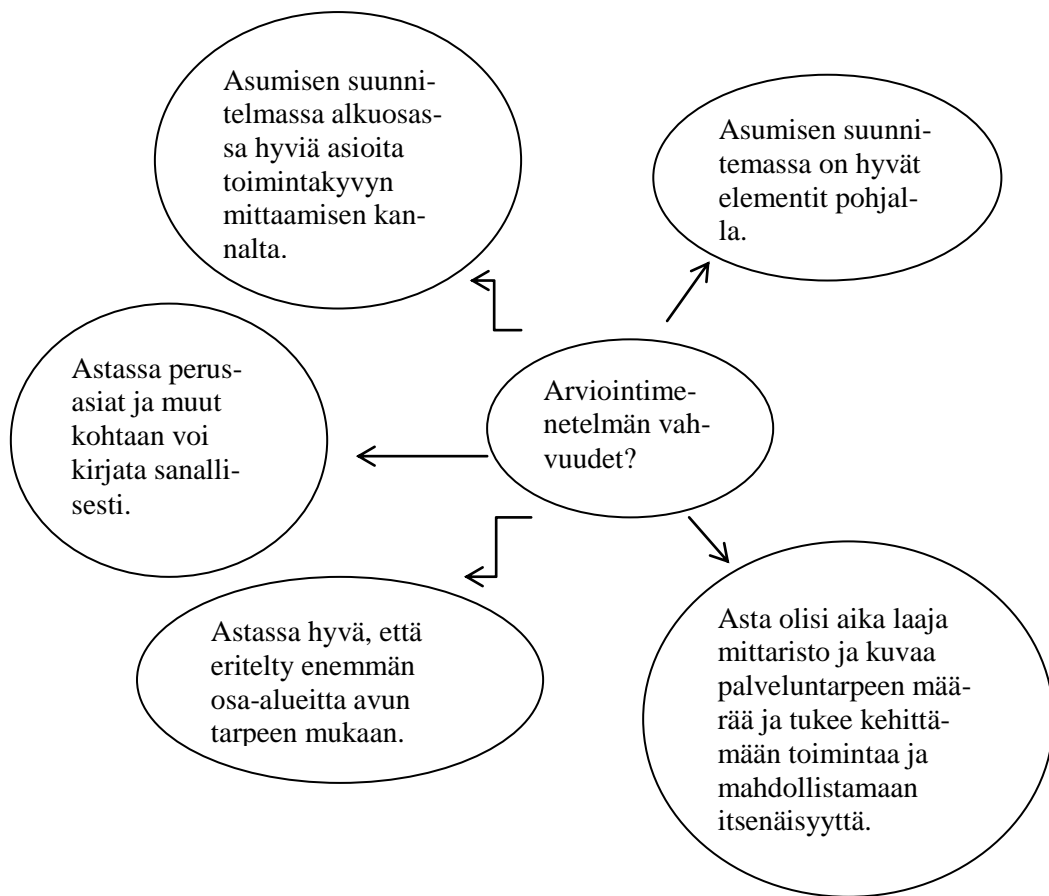 Asumisen suunni-
telmassa alkuosas-
sa hyviä asioita
toimintakyvyn
mittaamisen kan-
nalta.
Asumisen suunni-
temassa on hyvät
elementit pohjal-
la.
Astassa perus-
asiat ja muut
kohtaan voi
kirjata sanalli-
sesti.
Arviointime-
netelmän vah-
vuudet?
Astassa hyvä, että
eritelty enemmän
osa-alueitta avun
tarpeen mukaan.
Asta olisi aika laaja
mittaristo ja kuvaa
palveluntarpeen mää-
rää ja tukee kehittä-
mään toimintaa ja
mahdollistamaan
itsenäisyyttä.